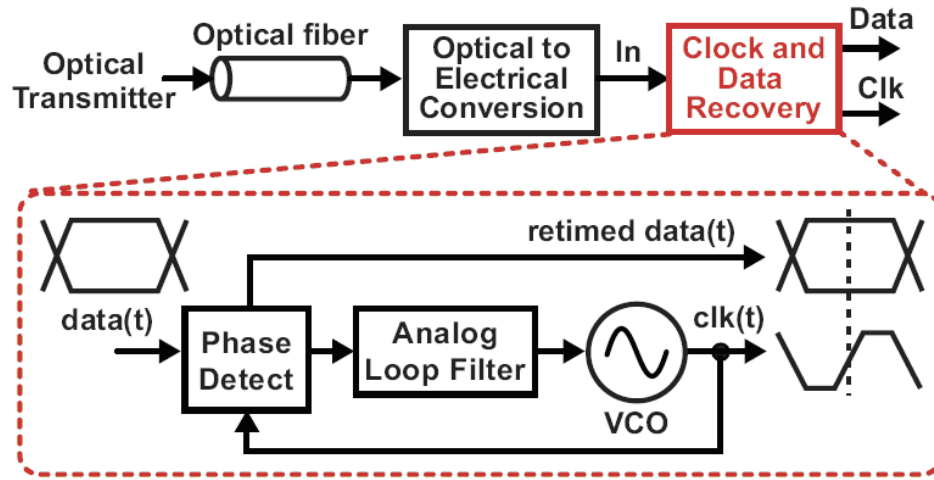 Optical
Transmitter
Optical fiber
Optical to
Electrical
Conversion
In
Clock and
Data
Recovery
Data
Clk
data(t)
Phase
Detect
retimed data(t)
Analog
Loop Filter
VCO
clk(t)